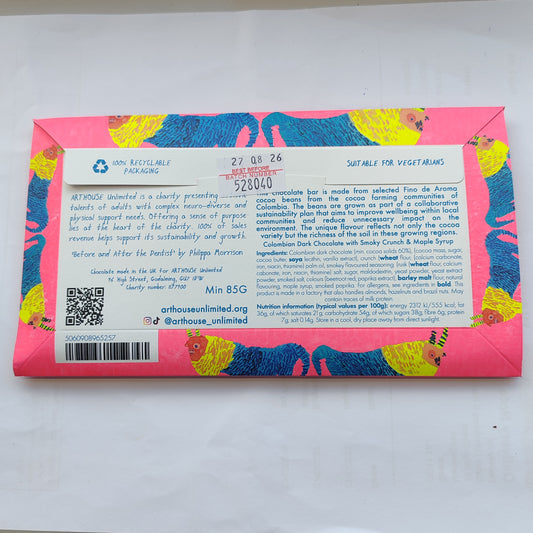 27 08 26
BEST BEFORE
BATCH NUMBER
528040
100% RECYCLABLE
PACKAGING
SUITABLE FOR VEGETARIANS
ARTHOUSE Unlimited is a charity presenting
talents of adults with complex neuro-diverse and
physical support needs. Offering a sense of purpose
lies at the heart of the charity. 100% of sales
revenue helps support its sustainability and growth.
'Before and After the Dentist' by Philippa Morrison
Chocolate made in the UK for ARTHOUSE Unlimited
76 High Street, Godalming, GU7 1DW
Charity number:
Min 85G
arthouseunlimited.org
@arthouse_unlimited
5060908965257
This chocolate bar is made from selected Fino de Aroma
cocoa beans from the cocoa farming communities of
Colombia. The beans are grown as part of a collaborative
sustainability plan that aims to improve wellbeing within local
communities and reduce unnecessary impact on the
environment. The unique flavour reflects not only the cocoa
variety but the richness of the soil in these growing regions.
Colombian Dark Chocolate with Smoky Crunch & Maple Syrup
Ingredients: Colombian dark chocolate (min. cocoa solids 60%), (cocoa mass, sugar,
cocoa butter, soya lecithin, vanilla extract), crunch (wheat flour, (calcium carbonate,
iron, niacin, thiamin) palm oil, smokey flavoured seasoning (rusk (wheat flour, calcium
carbonate, iron, niacin, thiamin) salt, sugar, maltodextrin, yeast powder, yeast extract
powder, smoked salt, colours (beetroot red, paprika extract), barley malt flour), natural
flavouring, maple syrup, smoked paprika. For allergens, see ingredients in bold. This
product is made in a factory that also handles almonds, hazelnuts and brazil nuts. May
contain traces of milk protein.
Nutrition information (typical values per 100g): energy 2312 kJ/555 kcal, fat
36g, of which saturates 21g; carbohydrate 54g, of which sugars 38g; fibre 6g, protein
7g, salt 0.14g. Store in a cool, dry place away from direct sunlight.